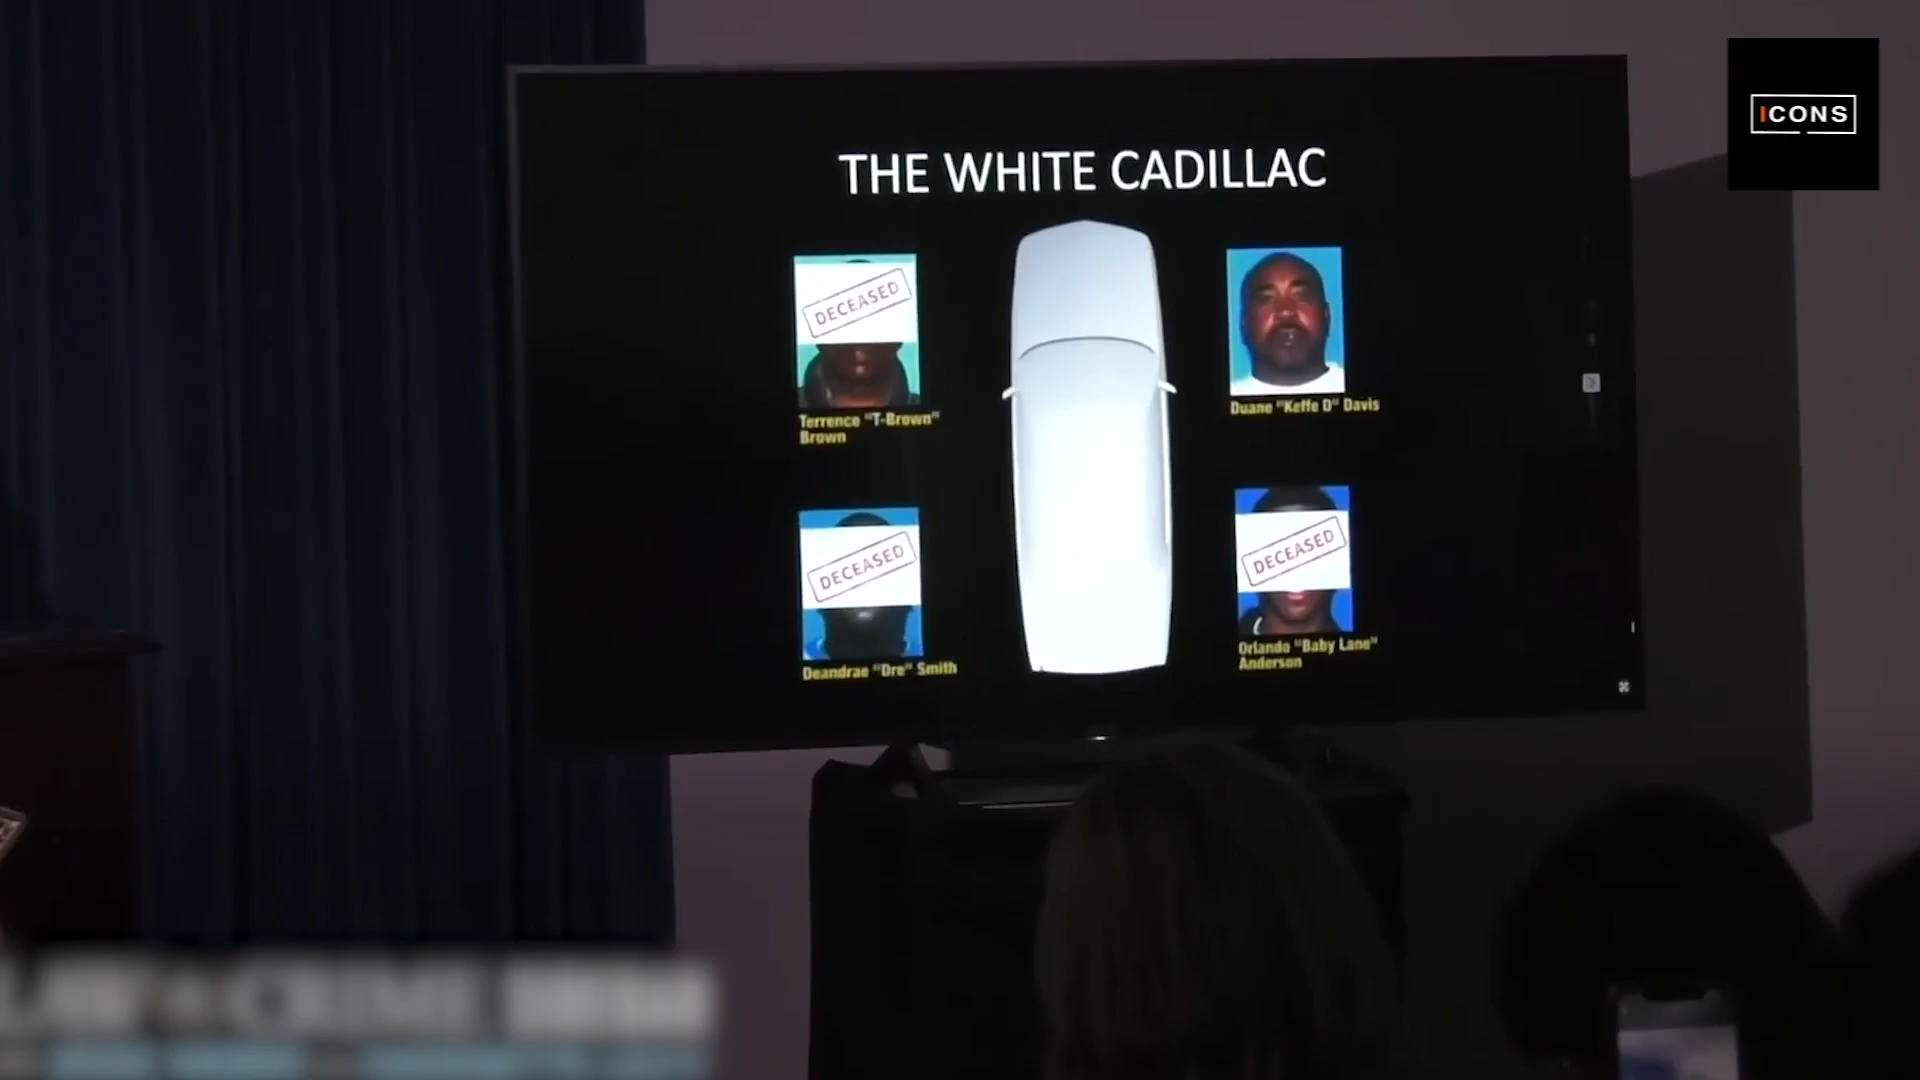 ICONS
THE WHITE CADILLAC
DECEASED
Terrence "T-Brown"
Brown
Duane "Keffe D" Davis
DECEASED
Deandrae "Dre" Smith
DECEASED
Orlando "Baby Lane"
Anderson